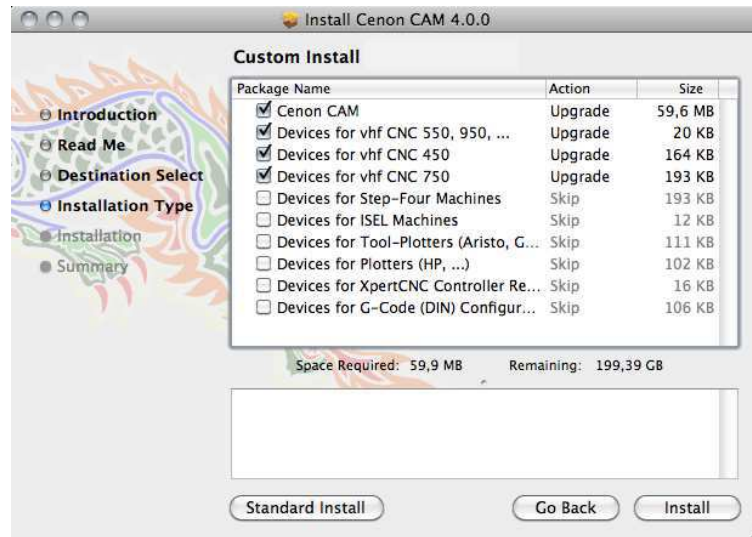 Install Cenon CAM 4.0.0
Custom Install
Package Name Action Size
Cenon CAM Upgrade 59,6 MB
Devices for vhf CNC 550, 950, ... Upgrade 20 KB
Devices for vhf CNC 450 Upgrade 164 KB
Devices for vhf CNC 750 Upgrade 193 KB
Devices for Step-Four Machines Skip 193 KB
Devices for ISEL Machines Skip 12 KB
Devices for Tool-Plotters (Aristo, G... Skip 111 KB
Devices for Plotters (HP, ...) Skip 102 KB
Devices for XpertCNC Controller Re... Skip 16 KB
Devices for G-Code (DIN) Configur... Skip 106 KB
Introduction
Read Me
Destination Select
Installation Type
Installation
Summary
Space Required: 59,9 MB Remaining: 199,39 GB
Standard Install
Go Back
Install